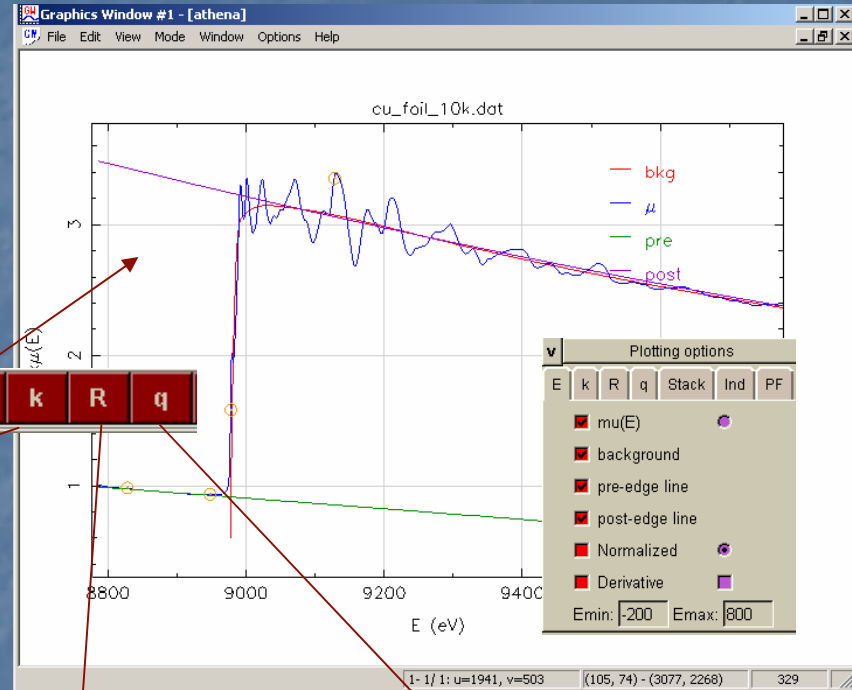 Graphics Window #1 - [athena]
File Edit View Mode Window Options Help
cu_foil_10k.dat
bkg
μ
pre
post
3
2
1
xμ(E)
8800 9000 9200 9400
E (eV)
k R q
v Plotting options
E k R q Stack Ind PF
mu(E)
background
pre-edge line
post-edge line
Normalized
Derivative
Emin: -200 Emax: 800
1- 1/ 1: u=1941, v=503 (105, 74) - (3077, 2268) 329